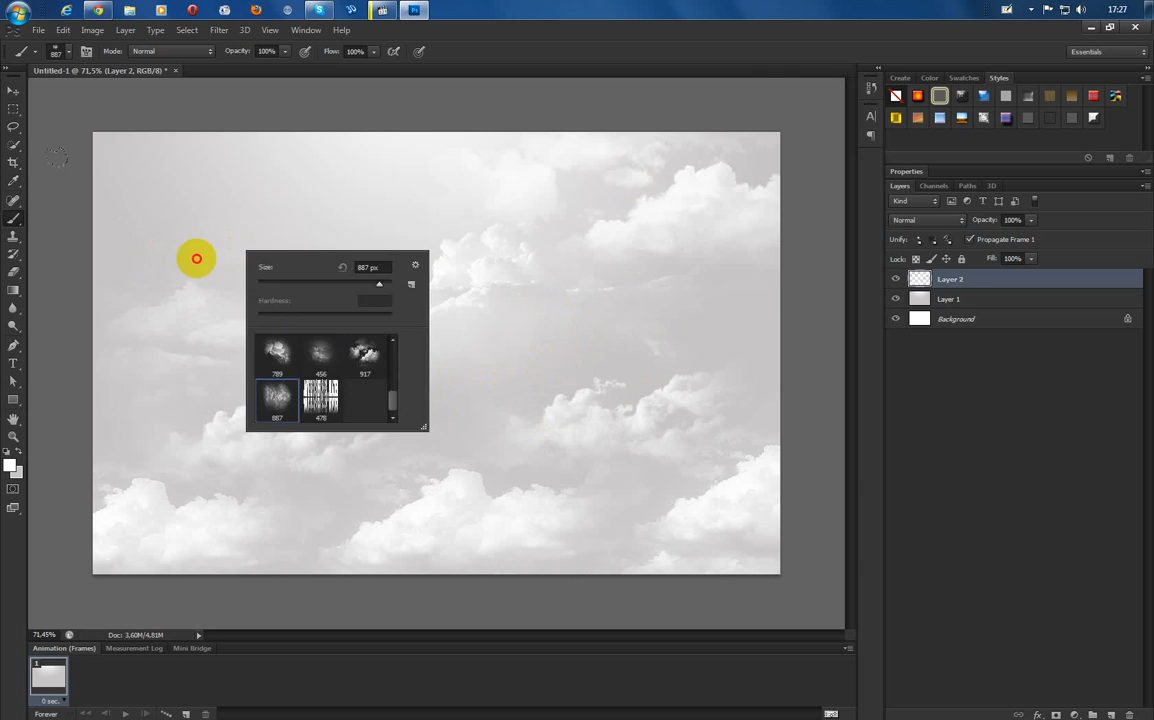 17:27
File Edit Image Layer Type Select Filter 3D View Window Help
887 Mode: Normal Opacity: 100% Flow: 100% Essentials
Untitled-1 @ 71,5% (Layer 2, RGB/8) * ×
Create Color Swatches Styles
Properties
Layers Channels Paths 3D
Kind
Normal Opacity: 100%
Unify: Propagate Frame 1
Lock: Fill: 100%
Layer 2
Layer 1
Background
Size: 887 px
Hardness:
789 456 917
887 478
71,45% Doc: 3,60M/4,81M
Animation (Frames) Measurement Log Mini Bridge
1
0 sec.
Forever